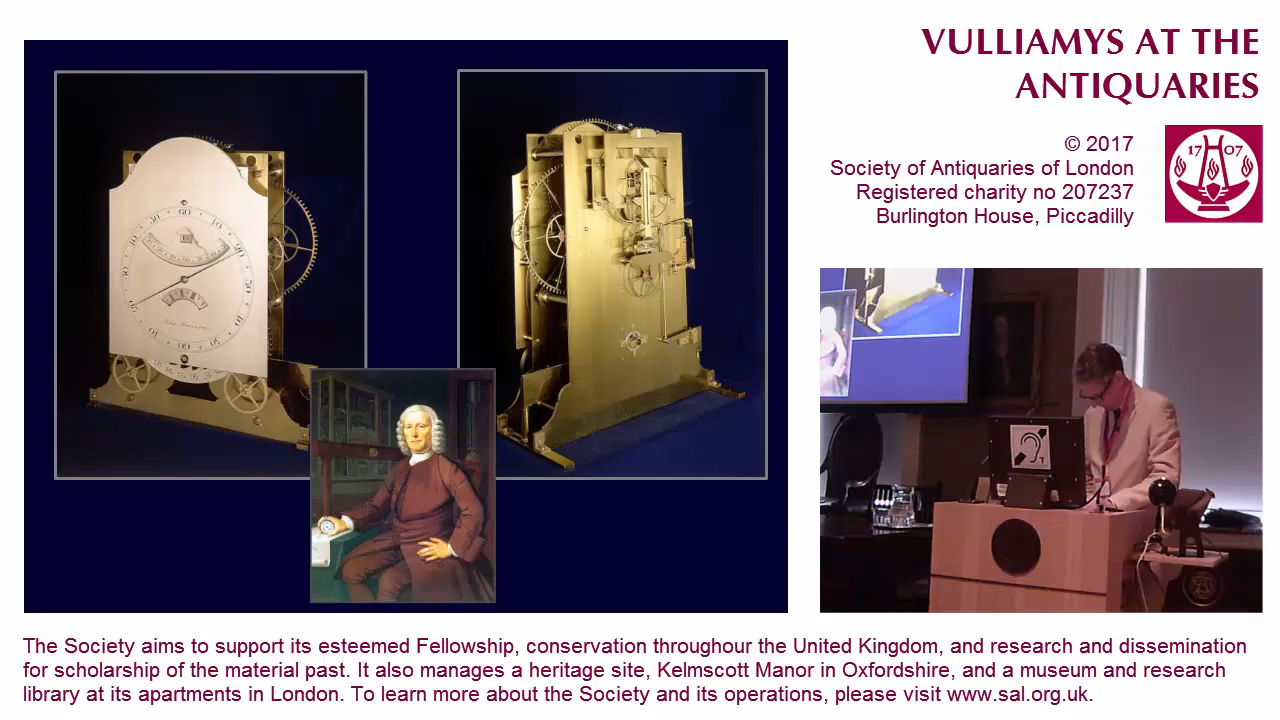 VULLIAMYS AT THE
ANTIQUARIES
© 2017
Society of Antiquaries of London
Registered charity no 207237
Burlington House, Piccadilly
17 07
60
T
The Society aims to support its esteemed Fellowship, conservation throughour the United Kingdom, and research and dissemination
for scholarship of the material past. It also manages a heritage site, Kelmscott Manor in Oxfordshire, and a museum and research
library at its apartments in London. To learn more about the Society and its operations, please visit www.sal.org.uk.